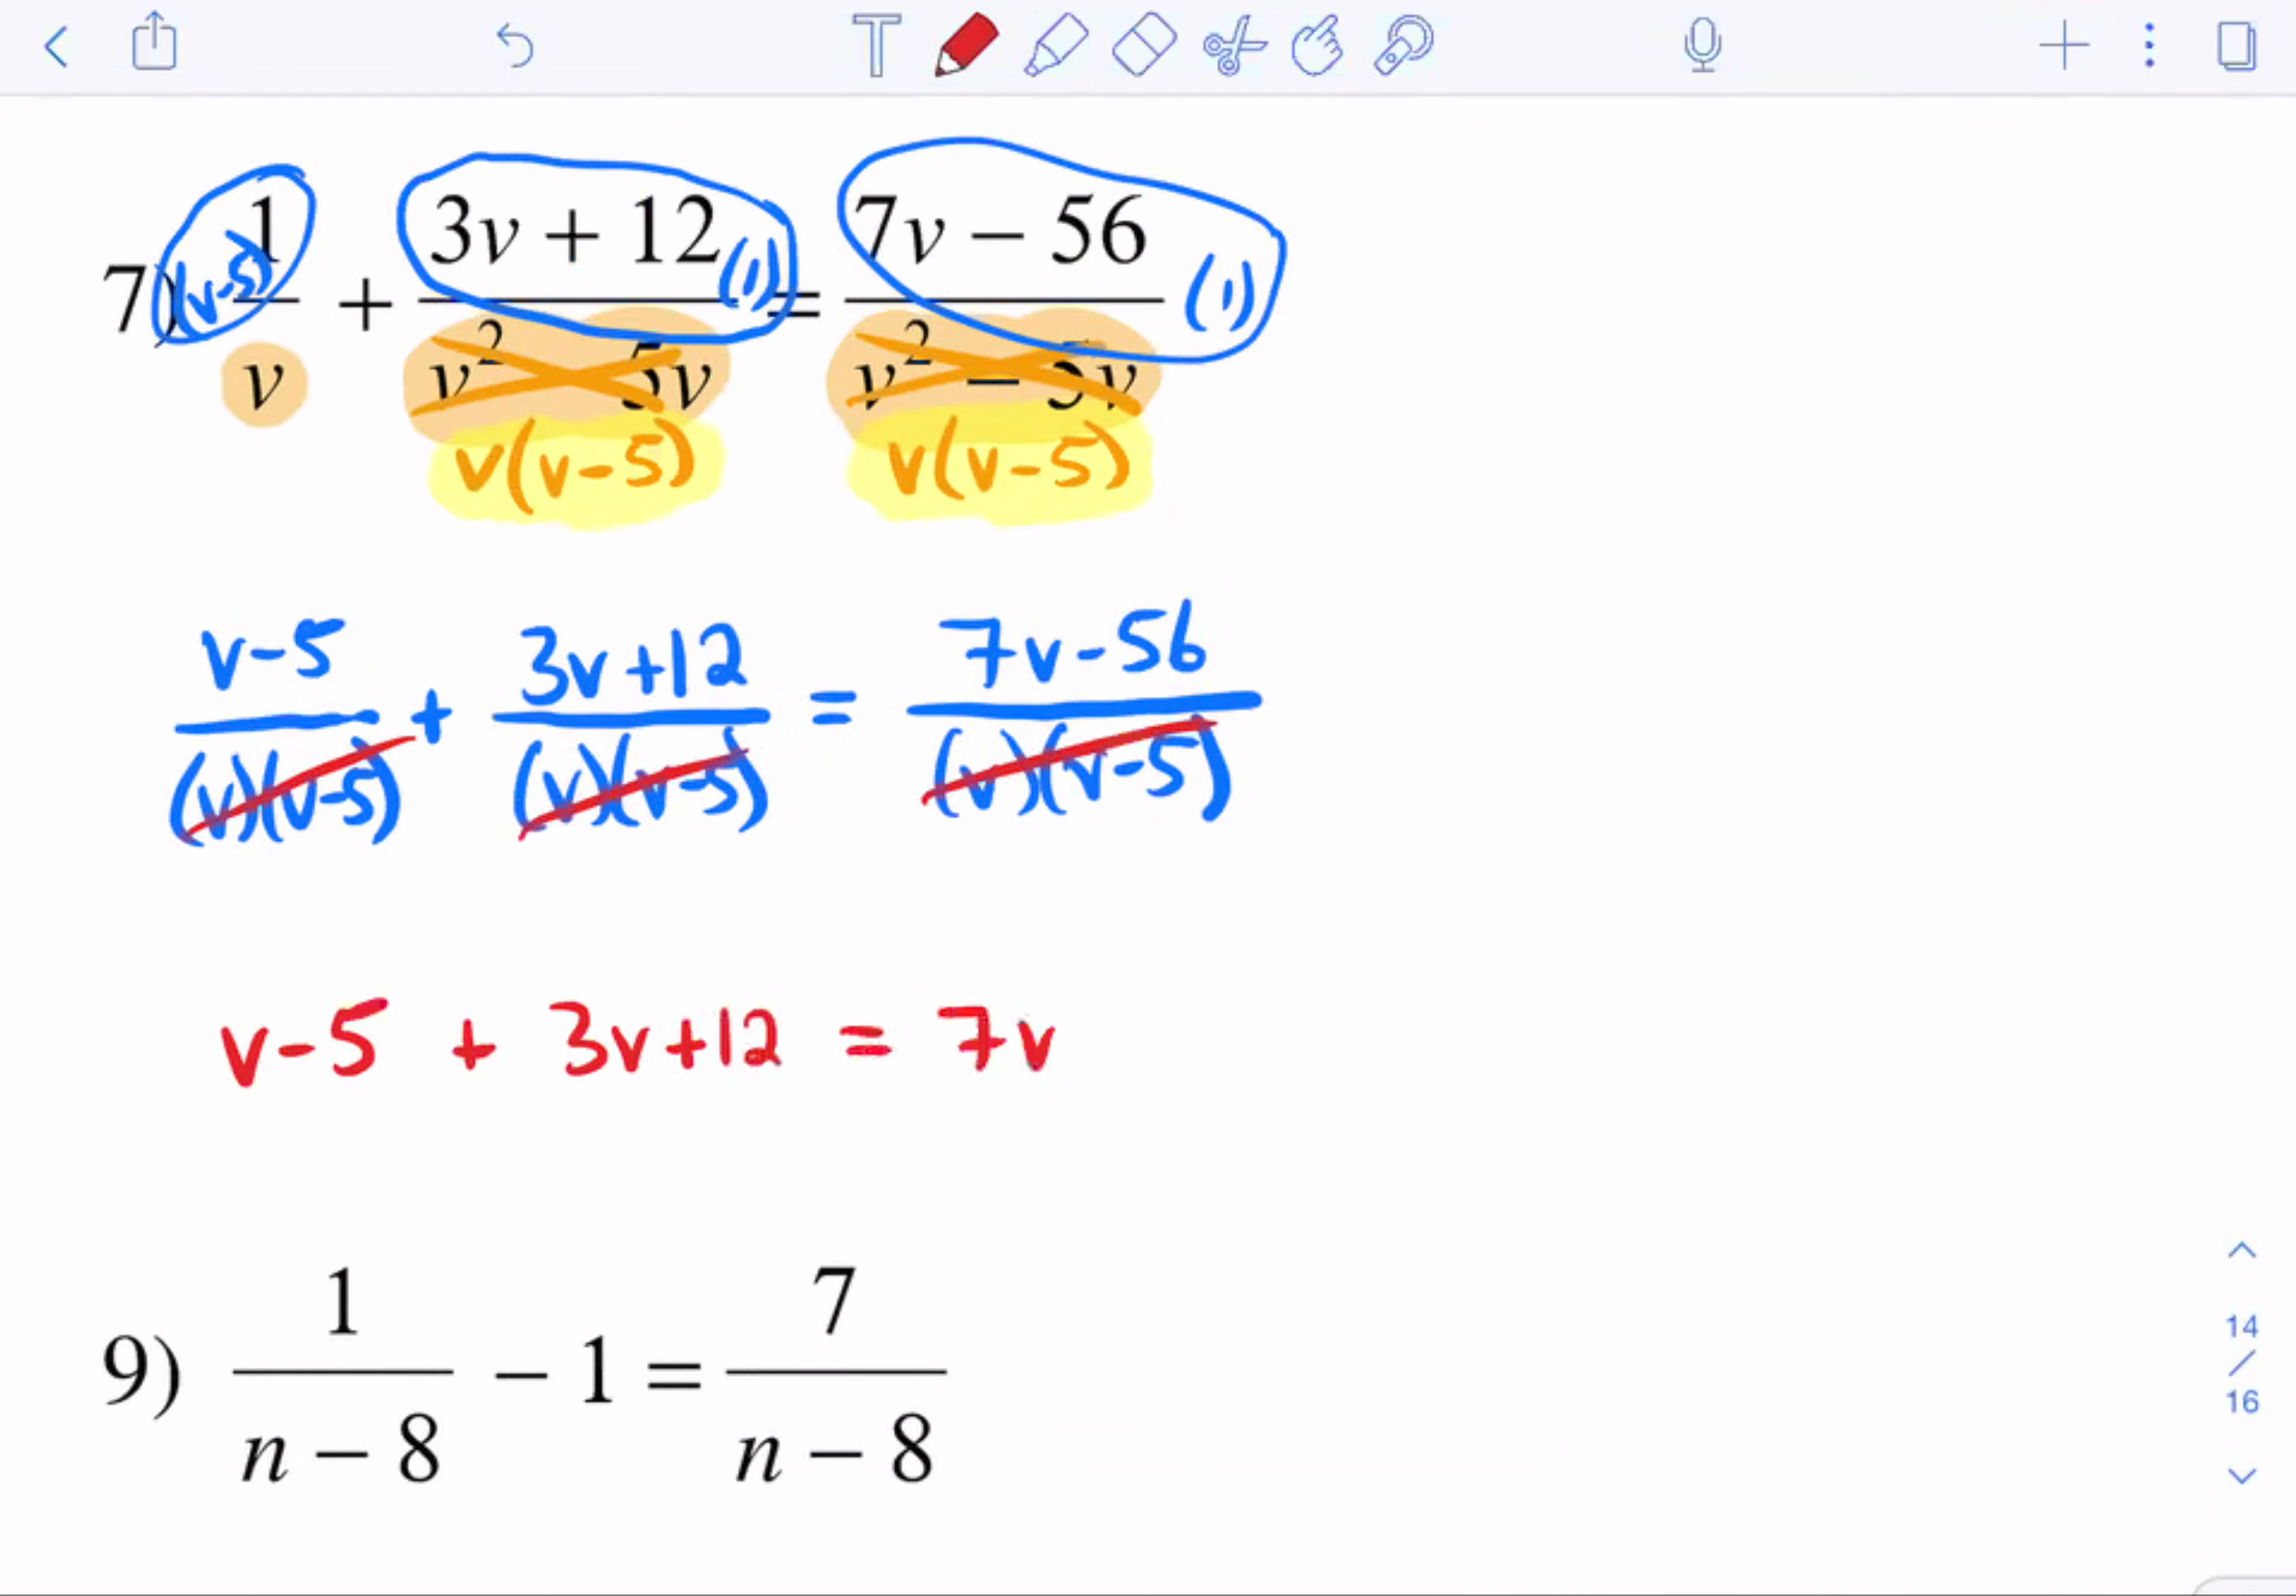 7) (v-5) 1/v + 3v + 12 (1)/v² - 5v = 7v − 56 (1)/v² − 5v
v(v-5) v(v-5)
v-5/(v)(v-5) + 3v+12/(v)(v-5) = 7v-56/(v)(v-5)
v-5 + 3v+12 = 7v
9) 1/n − 8 − 1 = 7/n − 8
14
/
16